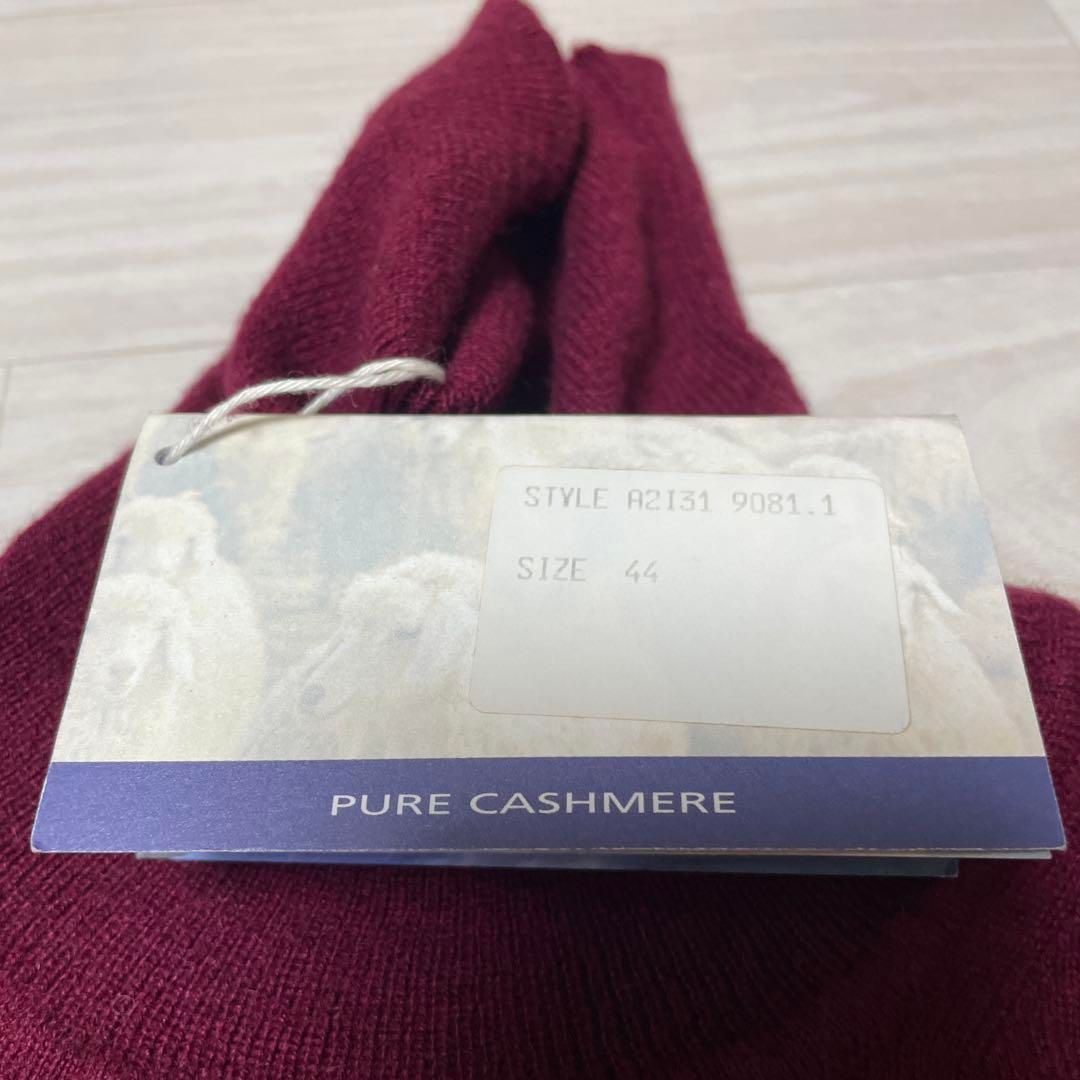 STYLE A2I31 9081.1
SIZE 44
PURE CASHMERE